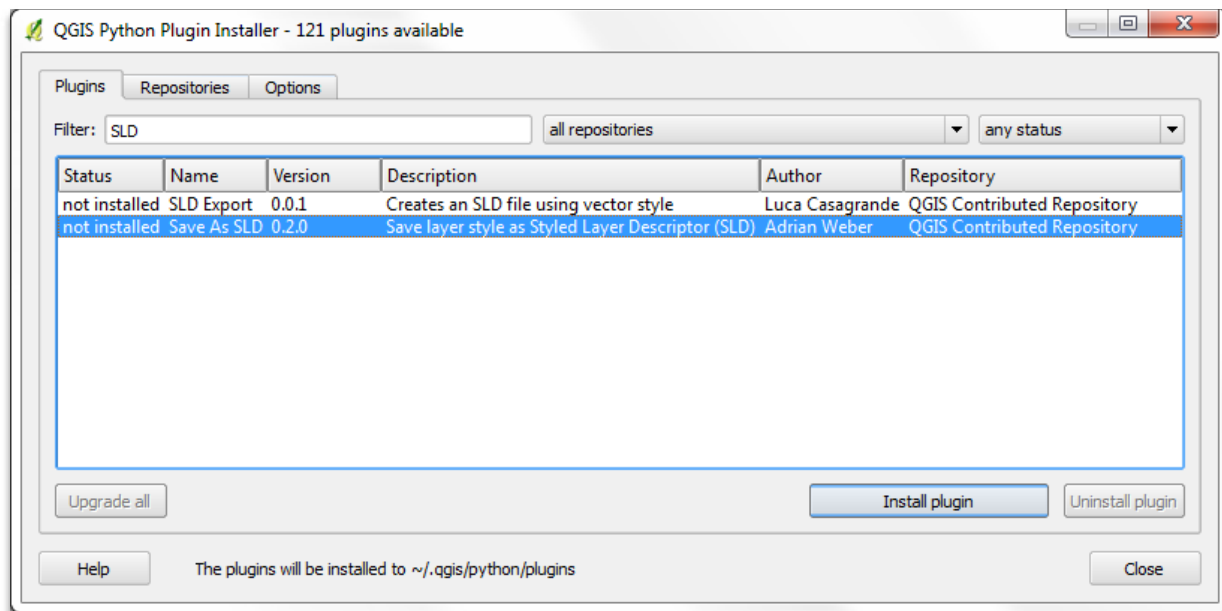 QGIS Python Plugin Installer - 121 plugins available
Plugins Repositories Options
Filter: SLD all repositories any status
Status Name Version Description Author Repository
not installed SLD Export 0.0.1 Creates an SLD file using vector style Luca Casagrande QGIS Contributed Repository
not installed Save As SLD 0.2.0 Save layer style as Styled Layer Descriptor (SLD) Adrian Weber QGIS Contributed Repository
Upgrade all Install plugin Uninstall plugin
Help The plugins will be installed to ~/.qgis/python/plugins Close